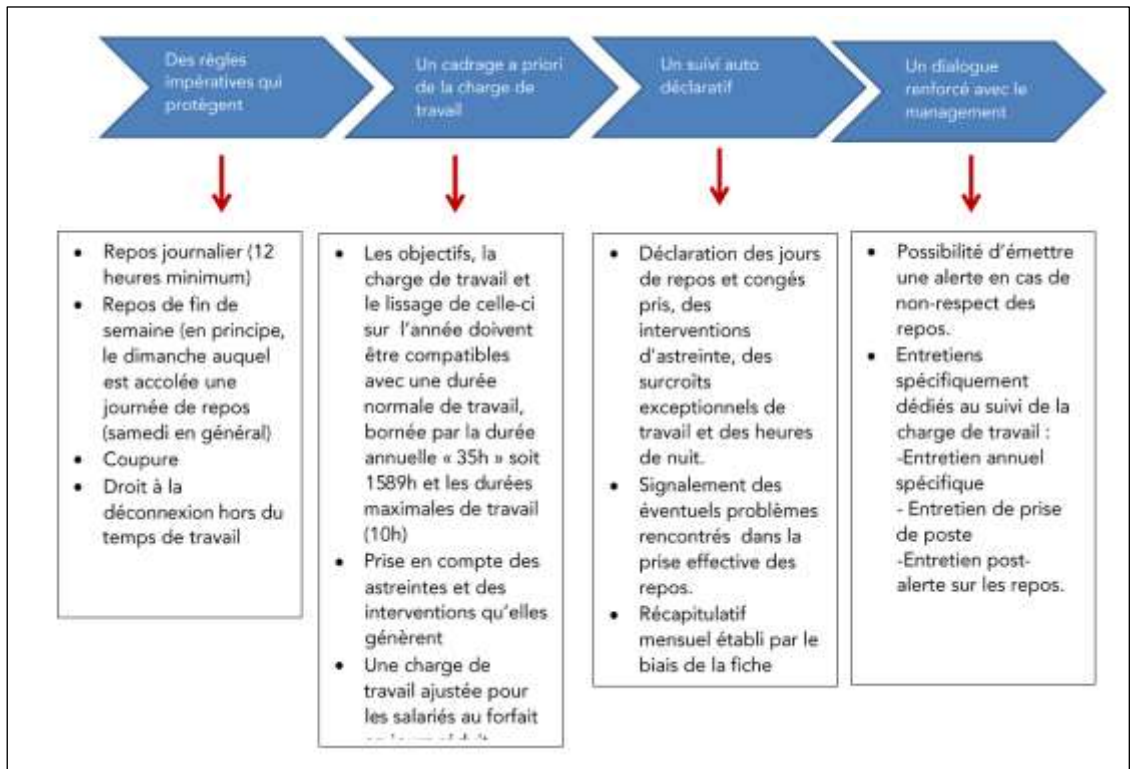 Des règles
impératives qui
protègent
Un cadrage a priori
de la charge de
travail
Un suivi auto
déclaratif
Un dialogue
renforcé avec le
management
• Repos journalier (12
heures minimum)
• Repos de fin de
semaine (en principe,
le dimanche auquel
est accolée une
journée de repos
(samedi en général)
• Coupure
• Droit à la
déconnexion hors du
temps de travail
• Les objectifs, la
charge de travail et
le lissage de celle-ci
sur l'année doivent
être compatibles
avec une durée
normale de travail,
bornée par la durée
annuelle « 35h » soit
1589h et les durées
maximales de travail
(10h)
• Prise en compte des
astreintes et des
interventions qu'elles
génèrent
• Une charge de
travail ajustée pour
les salariés au forfait
• Déclaration des jours
de repos et congés
pris, des
interventions
d'astreinte, des
surcroîts
exceptionnels de
travail et des heures
de nuit.
• Signalement des
éventuels problèmes
rencontrés dans la
prise effective des
repos.
• Récapitulatif
mensuel établi par le
biais de la fiche
• Possibilité d'émettre
une alerte en cas de
non-respect des
repos.
• Entretiens
spécifiquement
dédiés au suivi de la
charge de travail :
-Entretien annuel
spécifique
- Entretien de prise
de poste
-Entretien post-
alerte sur les repos.